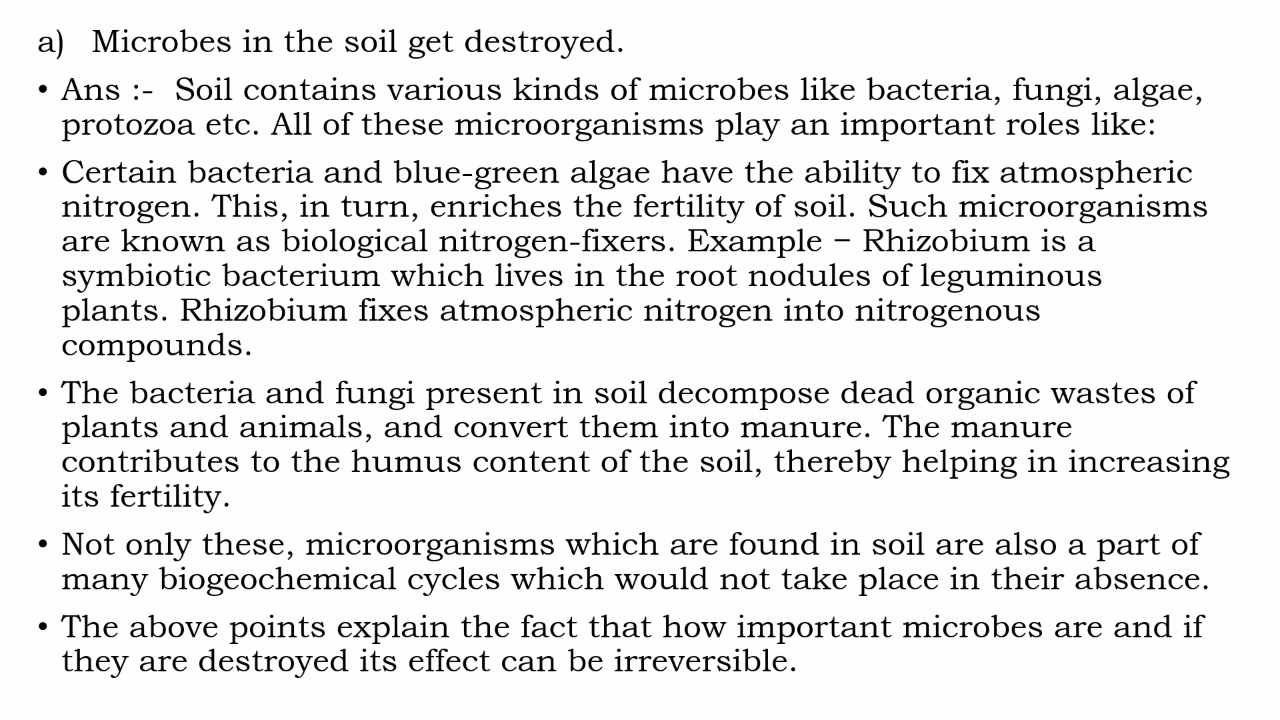 a) Microbes in the soil get destroyed.
• Ans :- Soil contains various kinds of microbes like bacteria, fungi, algae,
protozoa etc. All of these microorganisms play an important roles like:
• Certain bacteria and blue-green algae have the ability to fix atmospheric
nitrogen. This, in turn, enriches the fertility of soil. Such microorganisms
are known as biological nitrogen-fixers. Example − Rhizobium is a
symbiotic bacterium which lives in the root nodules of leguminous
plants. Rhizobium fixes atmospheric nitrogen into nitrogenous
compounds.
• The bacteria and fungi present in soil decompose dead organic wastes of
plants and animals, and convert them into manure. The manure
contributes to the humus content of the soil, thereby helping in increasing
its fertility.
• Not only these, microorganisms which are found in soil are also a part of
many biogeochemical cycles which would not take place in their absence.
• The above points explain the fact that how important microbes are and if
they are destroyed its effect can be irreversible.